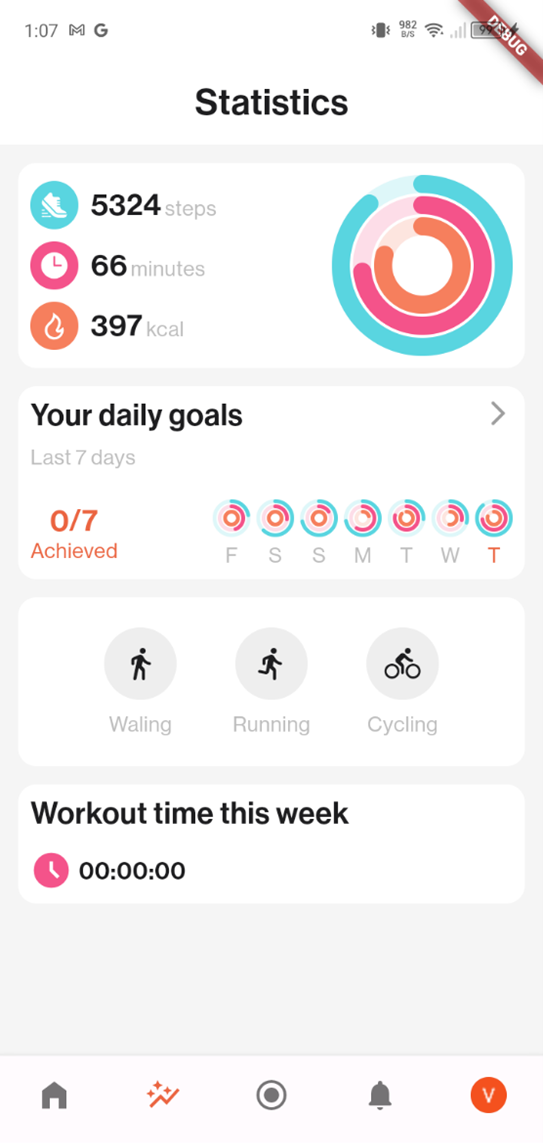 1:07 M G 982 B/S 99
DEBUG
Statistics
5324 steps
66 minutes
397 kcal
Your daily goals
Last 7 days
0/7
Achieved
F S S M T W T
Waling Running Cycling
Workout time this week
00:00:00
V